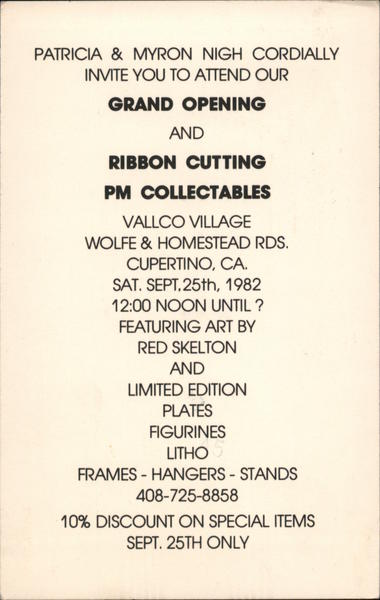 PATRICIA & MYRON NIGH CORDIALLY
INVITE YOU TO ATTEND OUR
GRAND OPENING
AND
RIBBON CUTTING
PM COLLECTABLES
VALLCO VILLAGE
WOLFE & HOMESTEAD RDS.
CUPERTINO, CA.
SAT. SEPT.25th, 1982
12:00 NOON UNTIL ?
FEATURING ART BY
RED SKELTON
AND
LIMITED EDITION
PLATES
FIGURINES
LITHO
FRAMES - HANGERS - STANDS
408-725-8858
10% DISCOUNT ON SPECIAL ITEMS
SEPT. 25TH ONLY